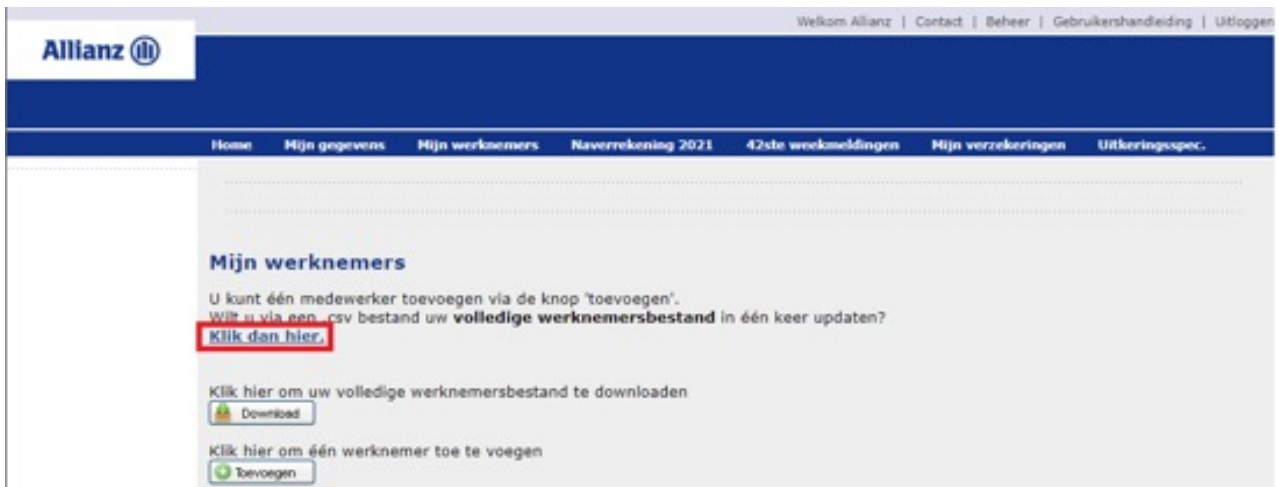 Welkom Allianz | Contact | Beheer | Gebruikershandleiding | Uitloggen
Allianz
Home Mijn gegevens Mijn werknemers Naverrekening 2021 42ste weekmeldingen Mijn verzekeringen Uitkeringsspec.
Mijn werknemers
U kunt één medewerker toevoegen via de knop 'toevoegen'.
Wilt u via een .csv bestand uw volledige werknemersbestand in één keer updaten?
Klik dan hier.
Klik hier om uw volledige werknemersbestand te downloaden
Download
Klik hier om één werknemer toe te voegen
Toevoegen